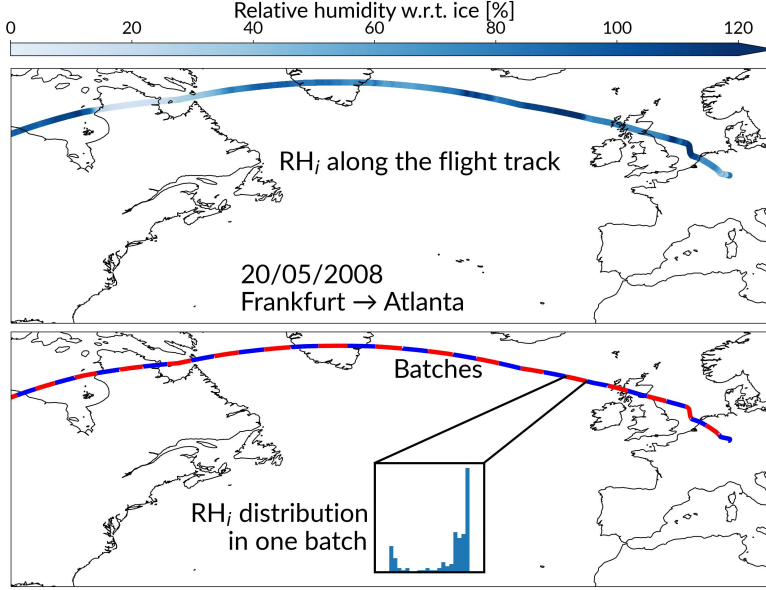 Relative humidity w.r.t. ice [%]
0 20 40 60 80 100 120
RHi along the flight track
20/05/2008
Frankfurt → Atlanta
Batches
RHi distribution
in one batch